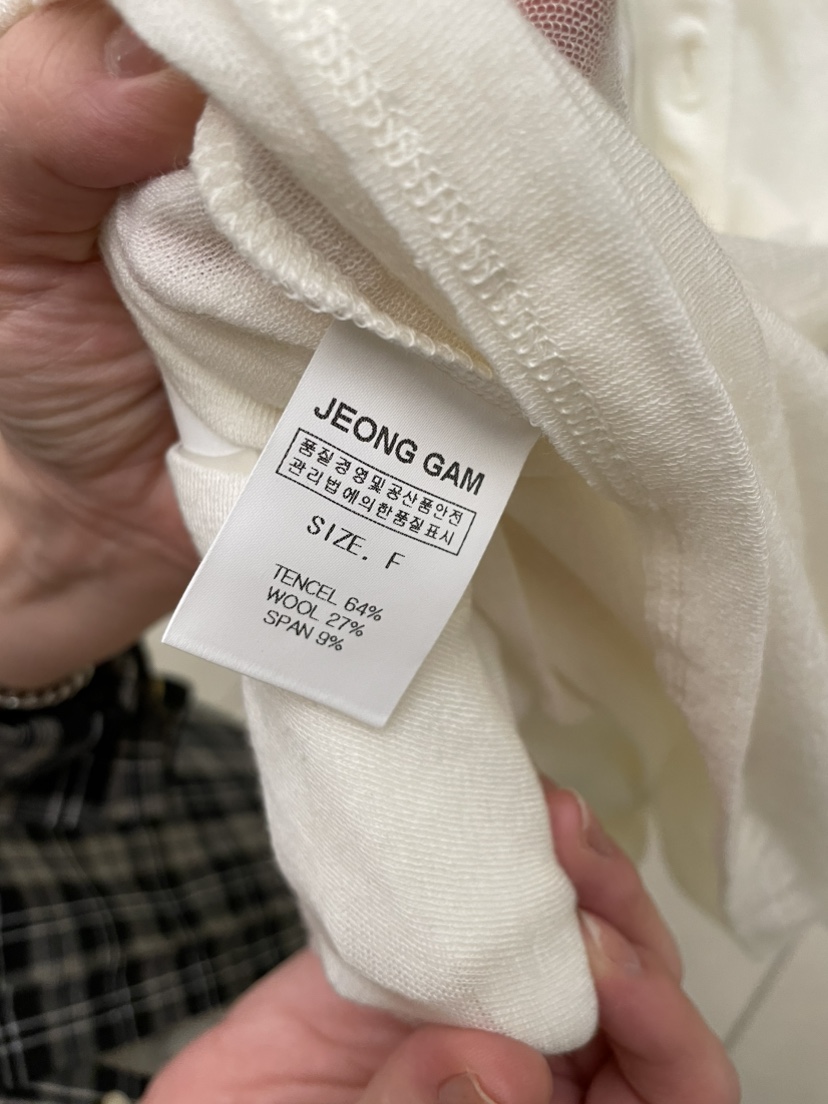 JEONG GAM
품질경영및공산품안전
관리법에의한품질표시
SIZE. F
TENCEL 64%
WOOL 27%
SPAN 9%